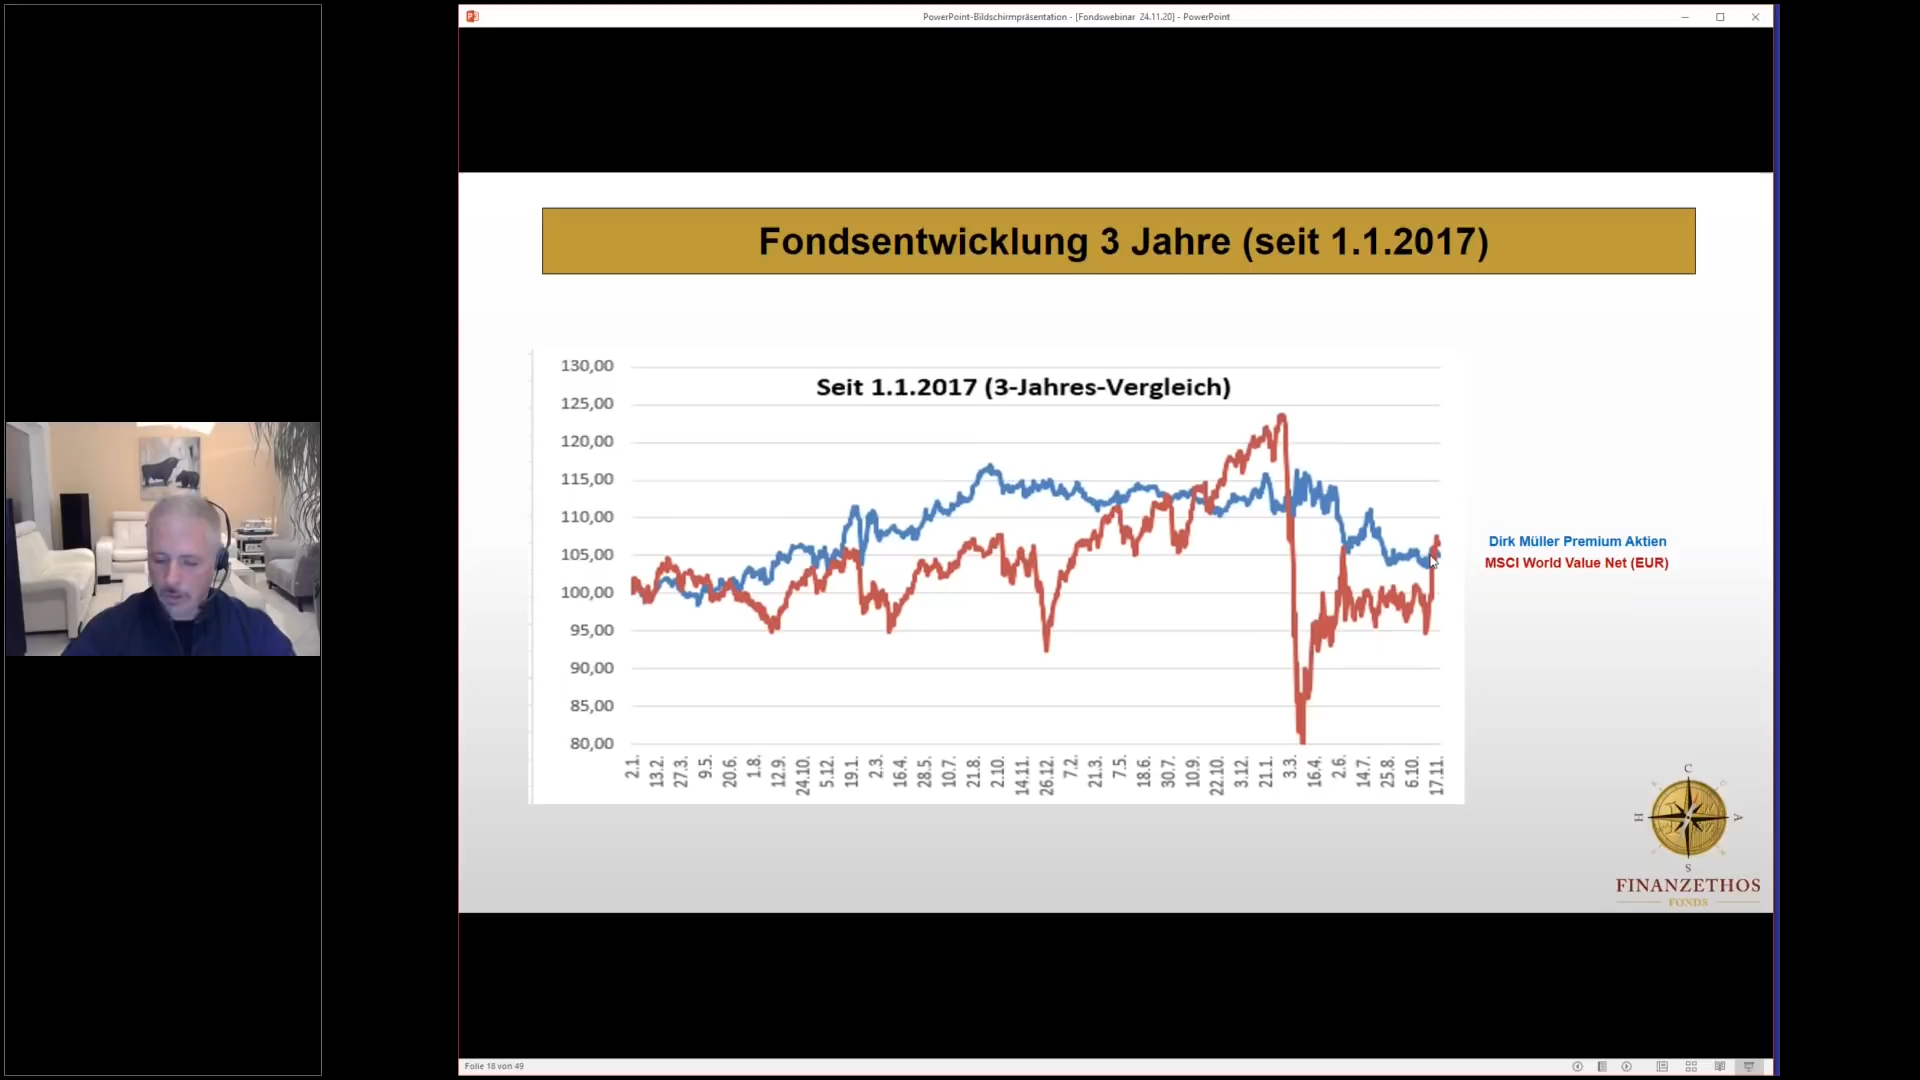 PowerPoint-Bildschirmpräsentation - [Fondswebinar 24.11.20] - PowerPoint
Fondsentwicklung 3 Jahre (seit 1.1.2017)
Seit 1.1.2017 (3-Jahres-Vergleich)
130,00
125,00
120,00
115,00
110,00
105,00
100,00
95,00
90,00
85,00
80,00
2.1. 13.2. 27.3. 9.5. 20.6. 1.8. 12.9. 24.10. 5.12. 19.1. 2.3. 16.4. 28.5. 10.7. 21.8. 2.10. 14.11. 26.12. 7.2. 21.3. 7.5. 18.6. 30.7. 10.9. 22.10. 3.12. 21.1. 3.3. 16.4. 2.6. 14.7. 25.8. 6.10. 17.11.
Dirk Müller Premium Aktien
MSCI World Value Net (EUR)
C
H
A
S
FINANZETHOS
FONDS
Folie 18 von 49